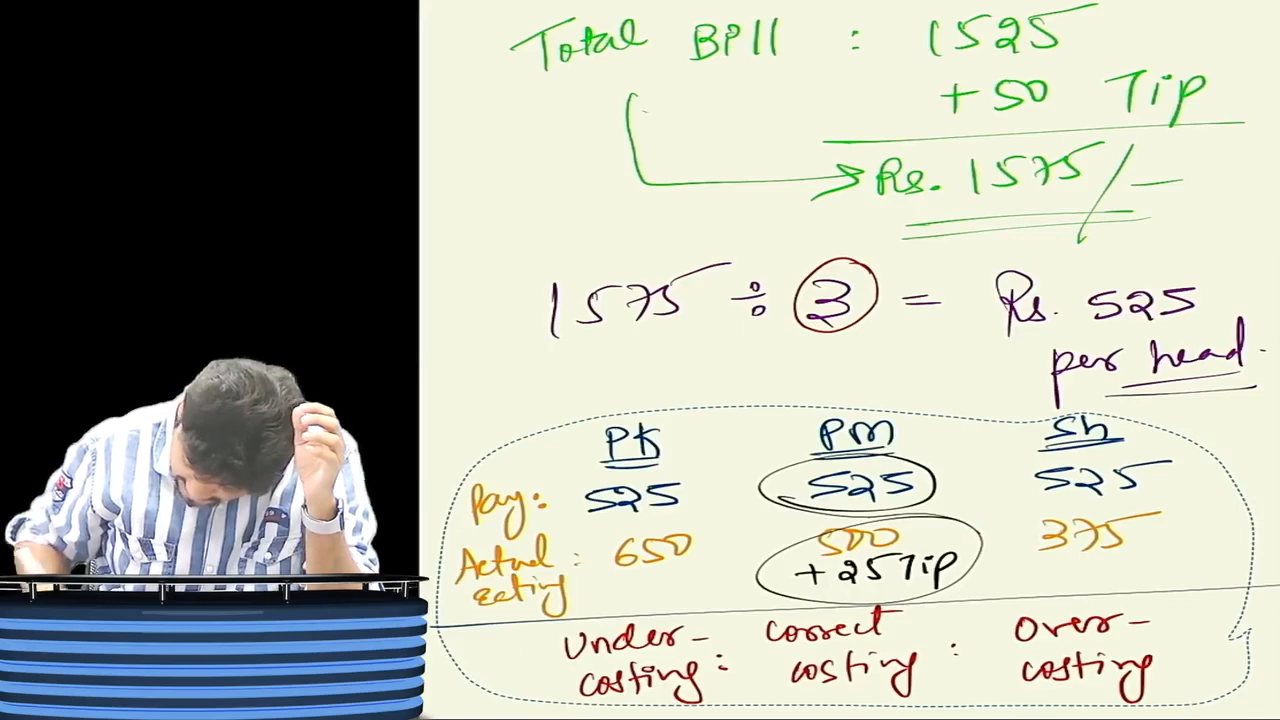 Total Bill : 1525
+ 50 Tip
Rs. 1575/-
1575 ÷ 3 = Rs. 525
per head.
PK PM Sh
Pay: 525 525 525
Actual Eating : 650 500 + 25 Tip 375
Under-costing : correct costing : over-costing